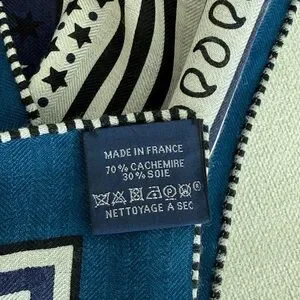 MADE IN FRANCE
70% CACHEMIRE
30% SOIE
NETTOYAGE A SEC